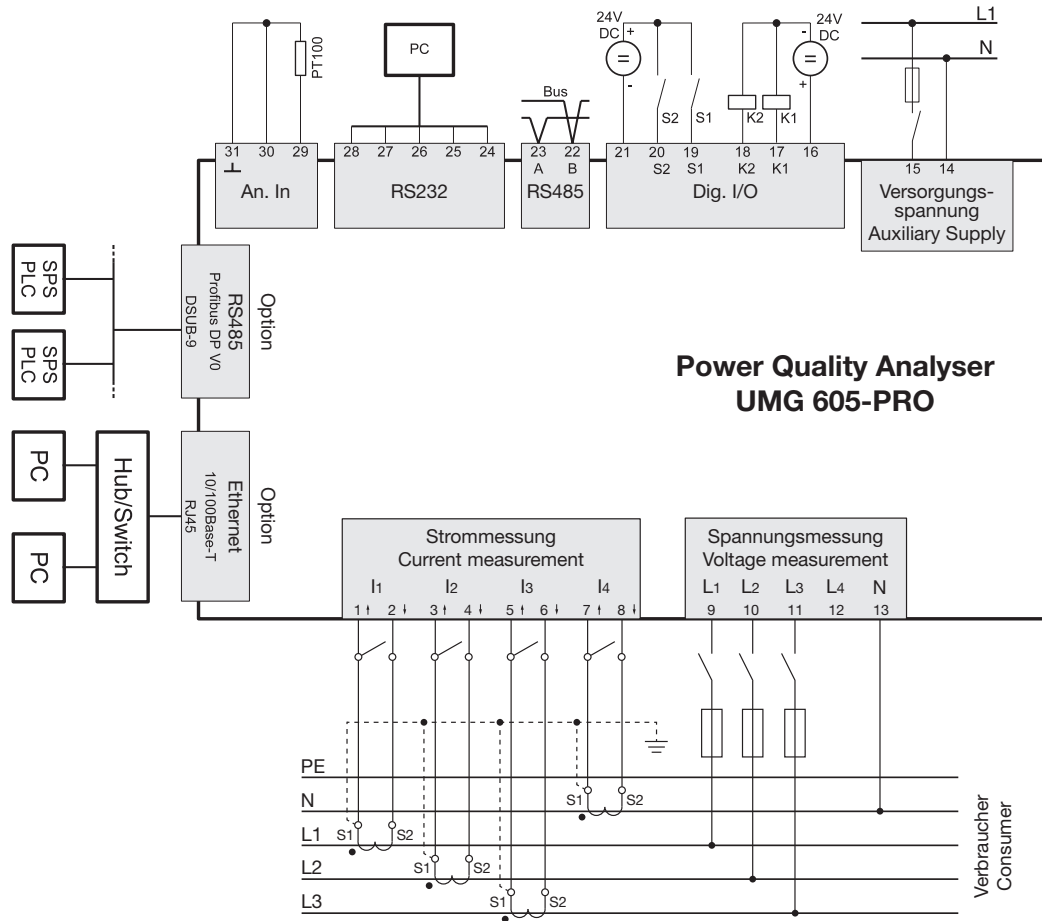 24V
DC
+
-
24V
DC
-
+
L1
N
PC
PT100
Bus
S2
S1
K2
K1
31
30
29
28
27
26
25
24
23
22
21
20
19
18
17
16
15
14
A
B
S2
S1
K2
K1
An. In
RS232
RS485
Dig. I/O
Versorgungs-
spannung
Auxiliary Supply
SPS
PLC
SPS
PLC
RS485
Profibus DP V0
DSUB-9
Option
Power Quality Analyser
UMG 605-PRO
PC
PC
Hub/Switch
Ethernet
10/100Base-T
RJ45
Option
Strommessung
Current measurement
I1
I2
I3
I4
1
2
3
4
5
6
7
8
Spannungsmessung
Voltage measurement
L1
L2
L3
L4
N
9
10
11
12
13
PE
N
S1
S2
L1
S1
S2
L2
S1
S2
L3
S1
S2
Verbraucher
Consumer